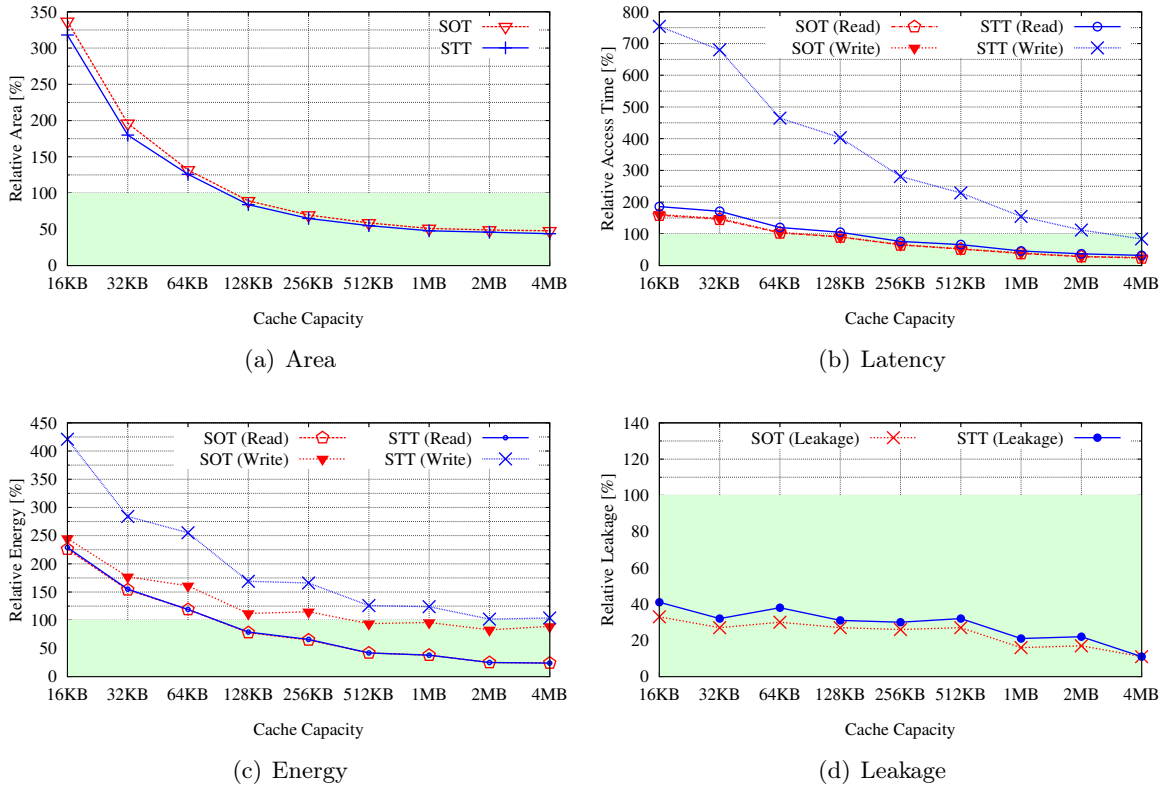 350
300
250
200
150
100
50
0
Relative Area [%]
SOT
STT
16KB 32KB 64KB 128KB 256KB 512KB 1MB 2MB 4MB
Cache Capacity
(a) Area
800
700
600
500
400
300
200
100
0
Relative Access Time [%]
SOT (Read) STT (Read)
SOT (Write) STT (Write)
16KB 32KB 64KB 128KB 256KB 512KB 1MB 2MB 4MB
Cache Capacity
(b) Latency
450
400
350
300
250
200
150
100
50
0
Relative Energy [%]
SOT (Read) STT (Read)
SOT (Write) STT (Write)
16KB 32KB 64KB 128KB 256KB 512KB 1MB 2MB 4MB
Cache Capacity
(c) Energy
140
120
100
80
60
40
20
0
Relative Leakage [%]
SOT (Leakage) STT (Leakage)
16KB 32KB 64KB 128KB 256KB 512KB 1MB 2MB 4MB
Cache Capacity
(d) Leakage